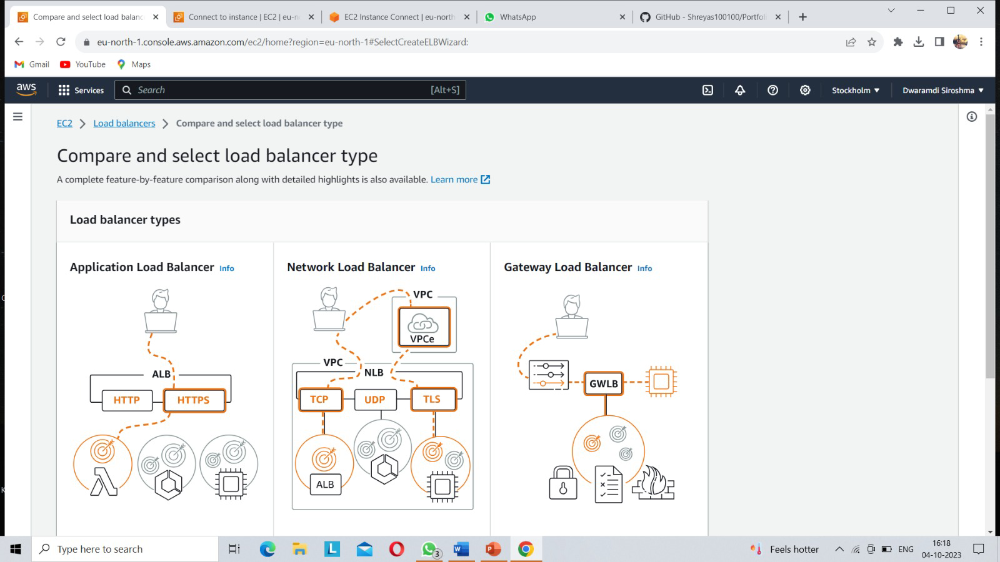 Compare and select load balanc
Connect to instance | EC2 | eu-n
EC2 Instance Connect | eu-north
WhatsApp
GitHub - Shreyas100100/Portfoli
eu-north-1.console.aws.amazon.com/ec2/home?region=eu-north-1#SelectCreateELBWizard:
Gmail YouTube Maps
aws Services Search [Alt+S] Stockholm Dwaramdi Siroshma
EC2 Load balancers Compare and select load balancer type
Compare and select load balancer type
A complete feature-by-feature comparison along with detailed highlights is also available. Learn more
Load balancer types
Application Load Balancer Info
ALB
HTTP HTTPS
Network Load Balancer Info
VPC
VPCe
VPC
NLB
TCP UDP TLS
ALB
Gateway Load Balancer Info
GWLB
Type here to search
L
3
W
P
Feels hotter
ENG
16:18
04-10-2023